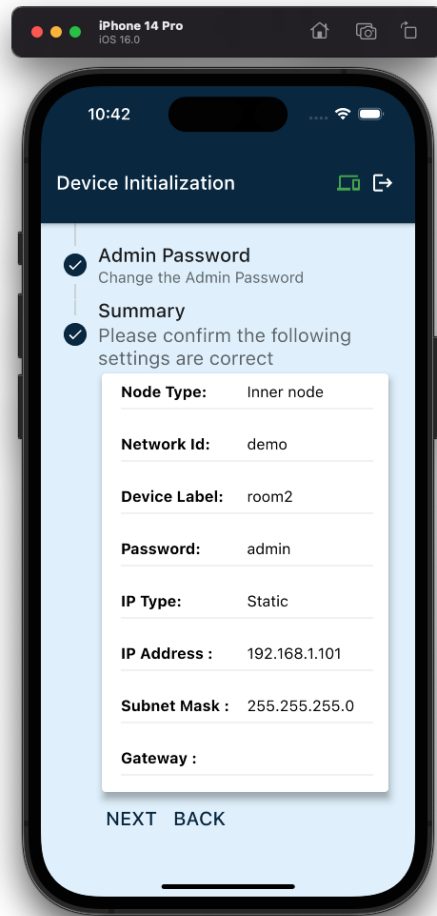 iPhone 14 Pro
iOS 16.0
10:42
Device Initialization
Admin Password
Change the Admin Password
Summary
Please confirm the following
settings are correct
Node Type: Inner node
Network Id: demo
Device Label: room2
Password: admin
IP Type: Static
IP Address : 192.168.1.101
Subnet Mask : 255.255.255.0
Gateway :
NEXT BACK